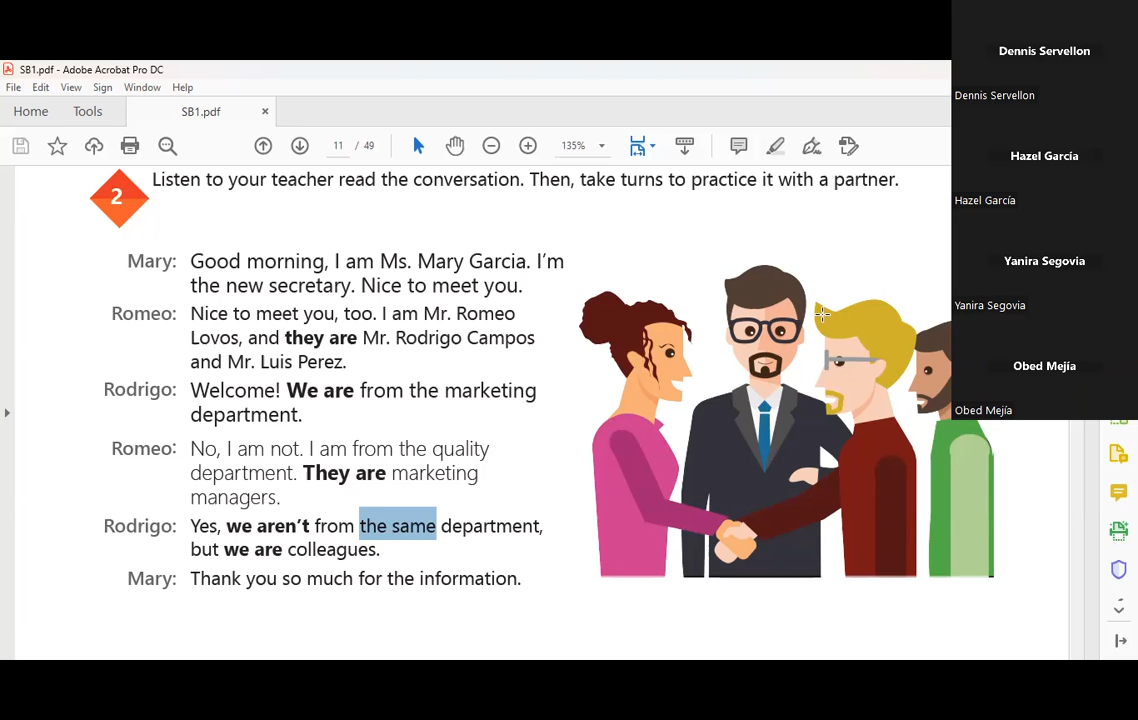 SB1.pdf - Adobe Acrobat Pro DC
File Edit View Sign Window Help
Home Tools SB1.pdf ×
11 / 49 135%
2
Listen to your teacher read the conversation. Then, take turns to practice it with a partner.
Mary: Good morning, I am Ms. Mary Garcia. I'm
the new secretary. Nice to meet you.
Romeo: Nice to meet you, too. I am Mr. Romeo
Lovos, and they are Mr. Rodrigo Campos
and Mr. Luis Perez.
Rodrigo: Welcome! We are from the marketing
department.
Romeo: No, I am not. I am from the quality
department. They are marketing
managers.
Rodrigo: Yes, we aren't from the same department,
but we are colleagues.
Mary: Thank you so much for the information.
Dennis Servellon
Dennis Servellon
Hazel García
Hazel García
Yanira Segovia
Yanira Segovia
Obed Mejía
Obed Mejía